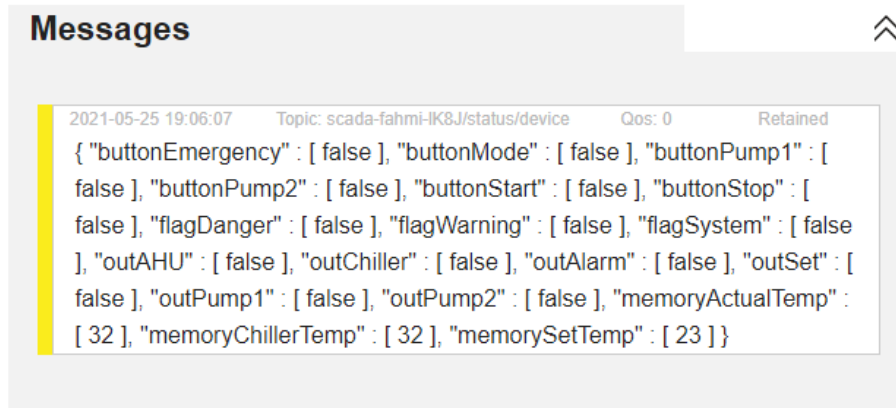 Messages
2021-05-25 19:06:07 Topic: scada-fahmi-IK8J/status/device Qos: 0 Retained
{ "buttonEmergency" : [ false ], "buttonMode" : [ false ], "buttonPump1" : [
false ], "buttonPump2" : [ false ], "buttonStart" : [ false ], "buttonStop" : [
false ], "flagDanger" : [ false ], "flagWarning" : [ false ], "flagSystem" : [ false
], "outAHU" : [ false ], "outChiller" : [ false ], "outAlarm" : [ false ], "outSet" : [
false ], "outPump1" : [ false ], "outPump2" : [ false ], "memoryActualTemp" :
[ 32 ], "memoryChillerTemp" : [ 32 ], "memorySetTemp" : [ 23 ] }